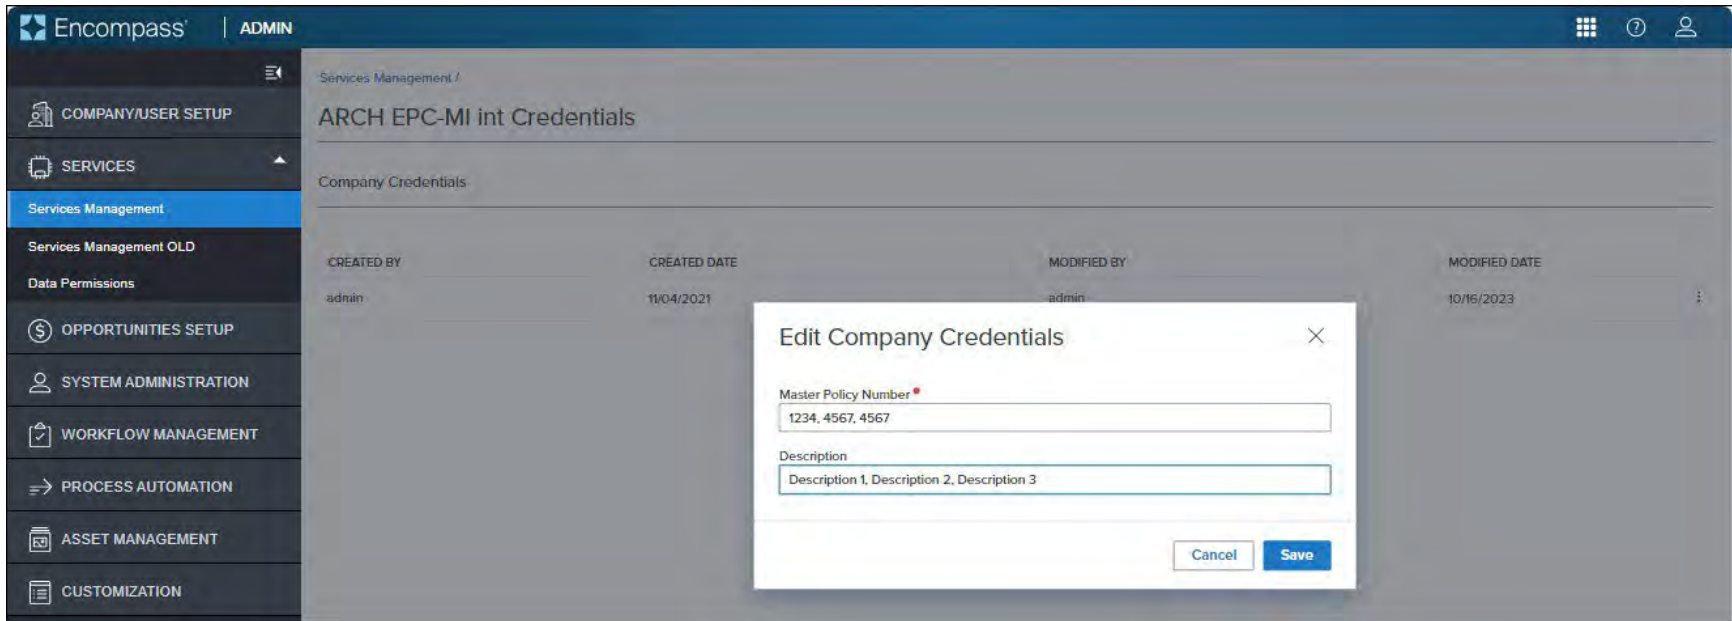 Encompass®
ADMIN
COMPANY/USER SETUP
SERVICES
Services Management
Services Management OLD
Data Permissions
OPPORTUNITIES SETUP
SYSTEM ADMINISTRATION
WORKFLOW MANAGEMENT
PROCESS AUTOMATION
ASSET MANAGEMENT
CUSTOMIZATION
Services Management /
ARCH EPC-MI int Credentials
Company Credentials
CREATED BY CREATED DATE MODIFIED BY MODIFIED DATE
admin 11/04/2021 admin 10/16/2023
Edit Company Credentials
Master Policy Number
1234, 4567, 4567
Description
Description 1, Description 2, Description 3
Cancel Save